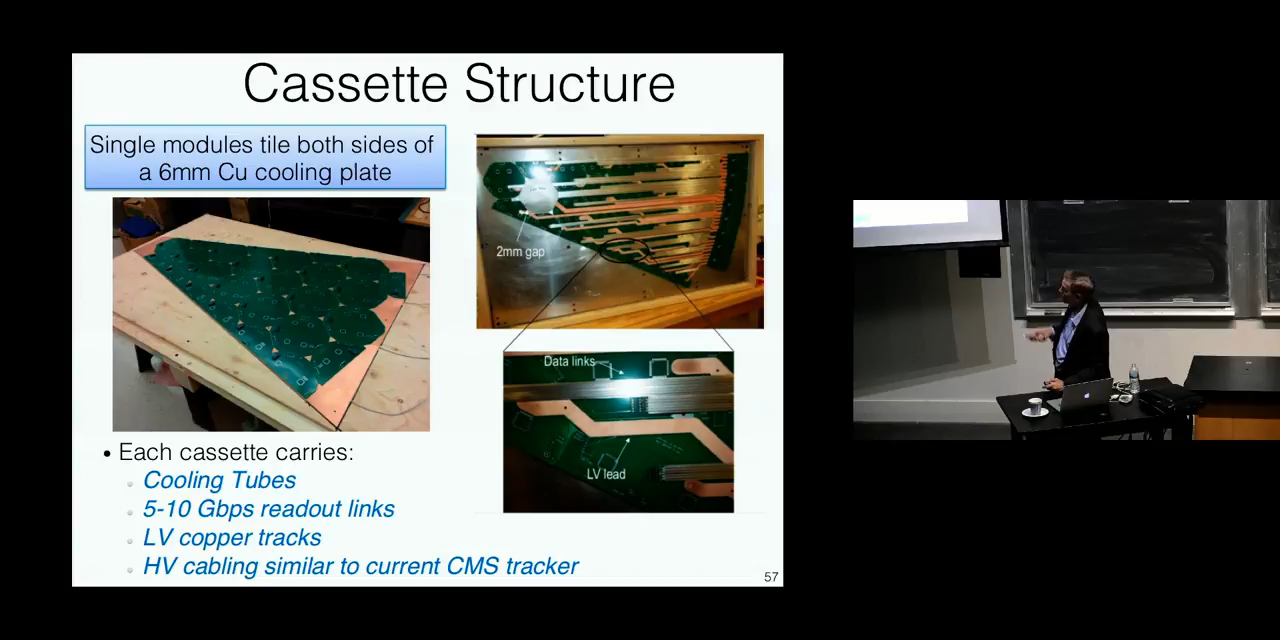 Cassette Structure
Single modules tile both sides of
a 6mm Cu cooling plate
2mm gap
Data links
LV lead
• Each cassette carries:
Cooling Tubes
5-10 Gbps readout links
LV copper tracks
HV cabling similar to current CMS tracker
57